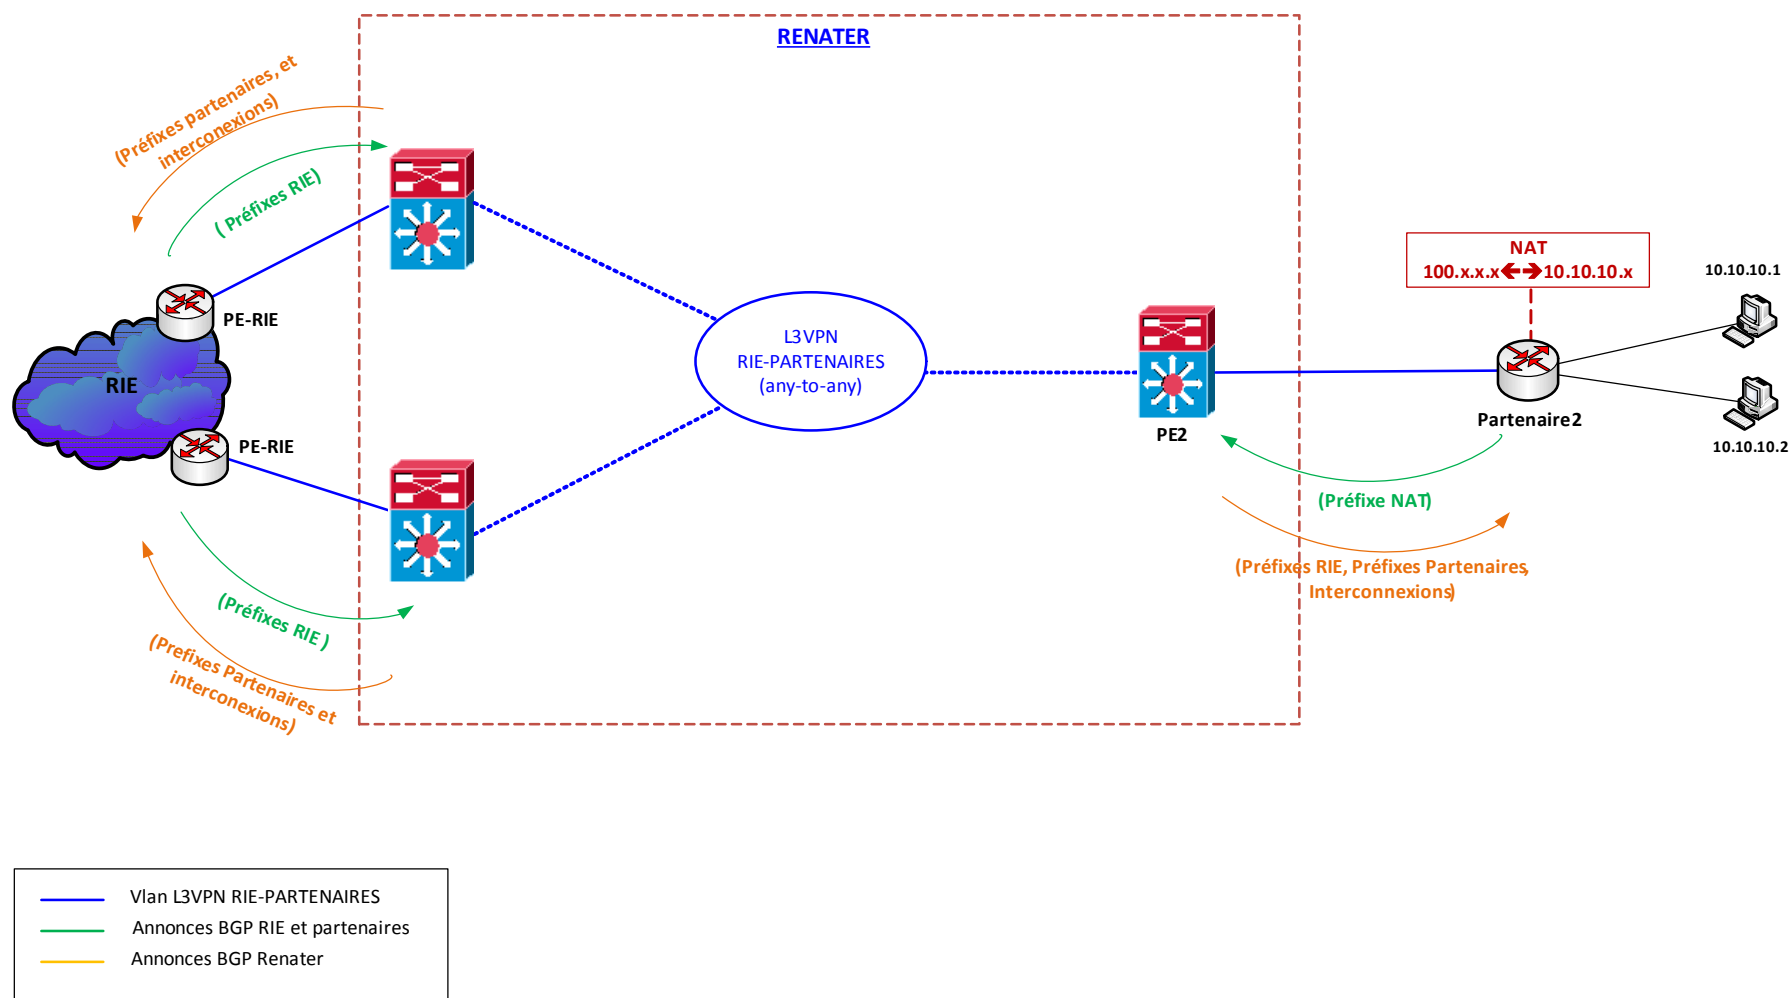 RENATER
(Préfixes partenaires, et
interconexions)
( Préfixes RIE)
PE-RIE
RIE
PE-RIE
(Préfixes RIE )
(Prefixes Partenaires et
interconexions)
L3VPN
RIE-PARTENAIRES
(any-to-any)
PE2
NAT
100.x.x.x 10.10.10.x
10.10.10.1
Partenaire2
10.10.10.2
(Préfixe NAT)
(Préfixes RIE, Préfixes Partenaires,
Interconnexions)
Vlan L3VPN RIE-PARTENAIRES
Annonces BGP RIE et partenaires
Annonces BGP Renater